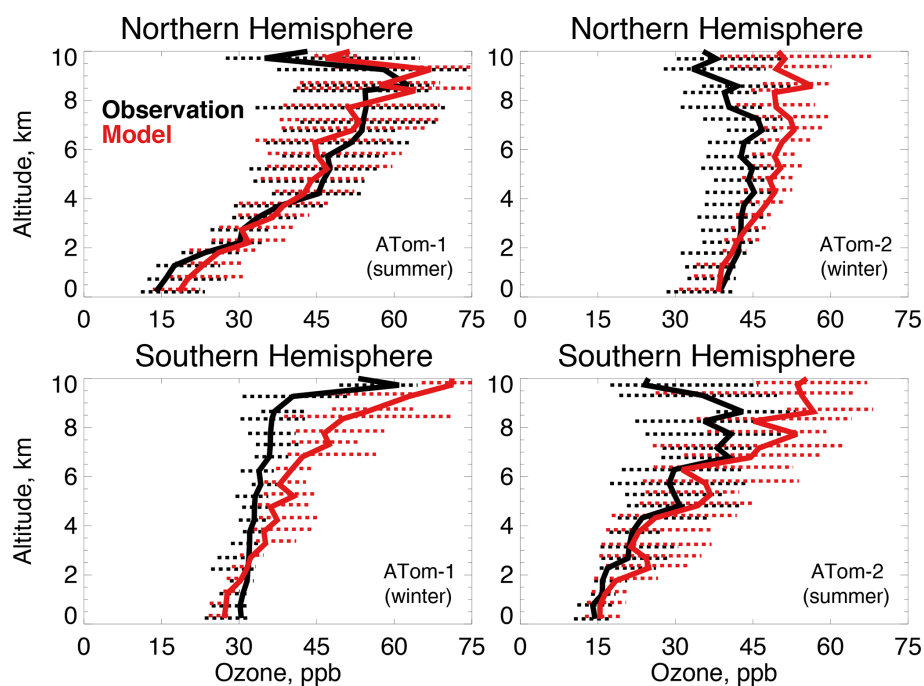 Northern Hemisphere
Northern Hemisphere
10
8
6
4
2
0
Altitude, km
Observation
Model
ATom-1
(summer)
0
15
30
45
60
75
10
8
6
4
2
0
ATom-2
(winter)
0
15
30
45
60
75
Southern Hemisphere
Southern Hemisphere
10
8
6
4
2
0
Altitude, km
ATom-1
(winter)
0
15
30
45
60
75
Ozone, ppb
10
8
6
4
2
0
ATom-2
(summer)
0
15
30
45
60
75
Ozone, ppb